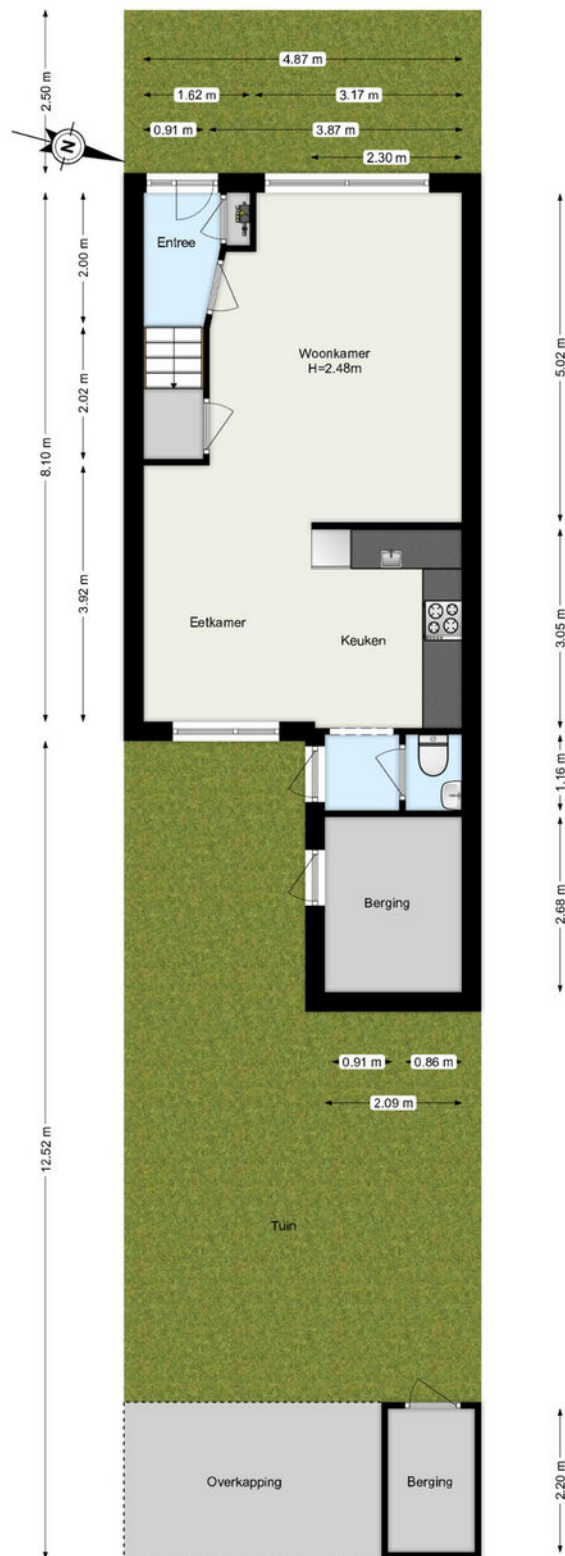 4.87 m
1.62 m
3.17 m
0.91 m
3.87 m
2.30 m
2.50 m
N
Entree
2.00 m
Woonkamer
H=2.48m
5.02 m
2.02 m
8.10 m
3.92 m
Eetkamer
Keuken
3.05 m
1.16 m
Berging
2.68 m
0.91 m
0.86 m
2.09 m
12.52 m
Tuin
Overkapping
Berging
2.20 m